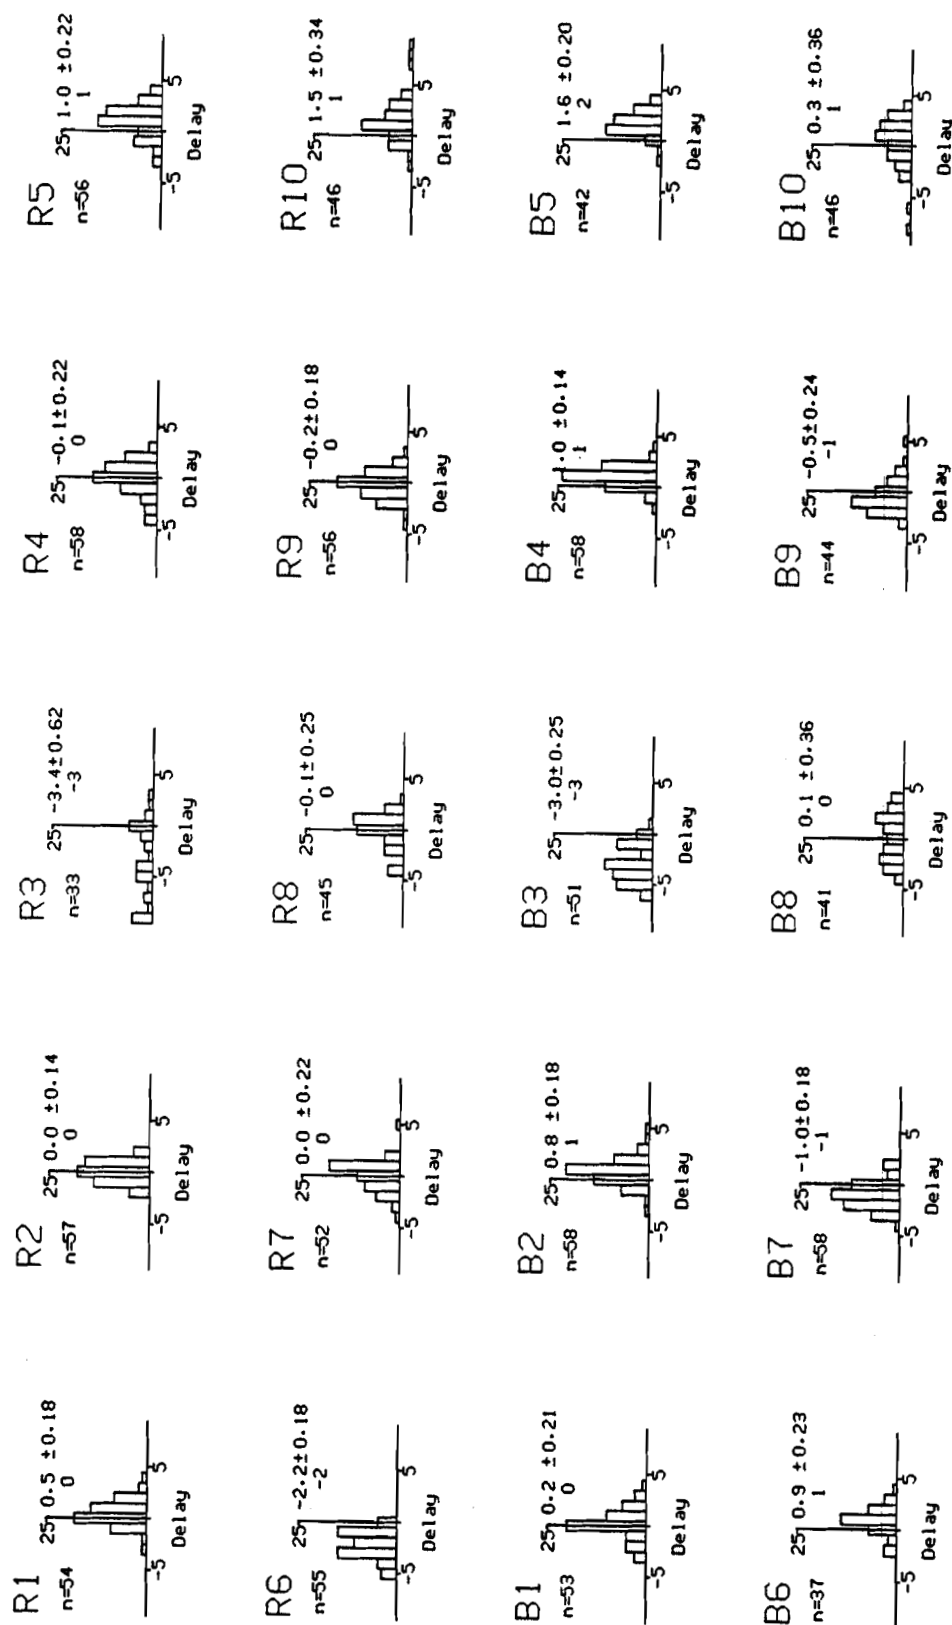 R1
n=54
25 0.5 ±0.18
0
-5 5
Delay
R2
n=57
25 0.0 ±0.14
0
-5 5
Delay
R3
n=33
25 -3.4±0.62
-3
-5 5
Delay
R4
n=58
25 -0.1±0.22
0
-5 5
Delay
R5
n=56
25 1.0 ±0.22
1
-5 5
Delay
R6
n=55
25 -2.2±0.18
-2
-5 5
Delay
R7
n=52
25 0.0 ±0.22
0
-5 5
Delay
R8
n=45
25 -0.1±0.25
0
-5 5
Delay
R9
n=56
25 -0.2±0.18
0
-5 5
Delay
R10
n=46
25 1.5 ±0.34
1
-5 5
Delay
B1
n=53
25 0.2 ±0.21
0
-5 5
Delay
B2
n=58
25 0.8 ±0.18
1
-5 5
Delay
B3
n=51
25 -3.0±0.25
-3
-5 5
Delay
B4
n=58
25 1.0 ±0.14
1
-5 5
Delay
B5
n=42
25 1.6 ±0.20
2
-5 5
Delay
B6
n=37
25 0.9 ±0.23
1
-5 5
Delay
B7
n=58
25 -1.0±0.18
-1
-5 5
Delay
B8
n=41
25 0.1 ±0.36
0
-5 5
Delay
B9
n=44
25 -0.5±0.24
-1
-5 5
Delay
B10
n=46
25 0.3 ±0.36
1
-5 5
Delay